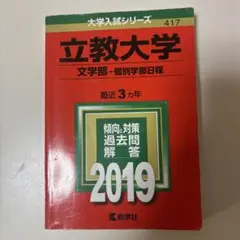 大学入試シリーズ
417
立教大学
文学部-個別学部日程
最近3カ年
傾向と対策
過去問
解答
2019
教学社